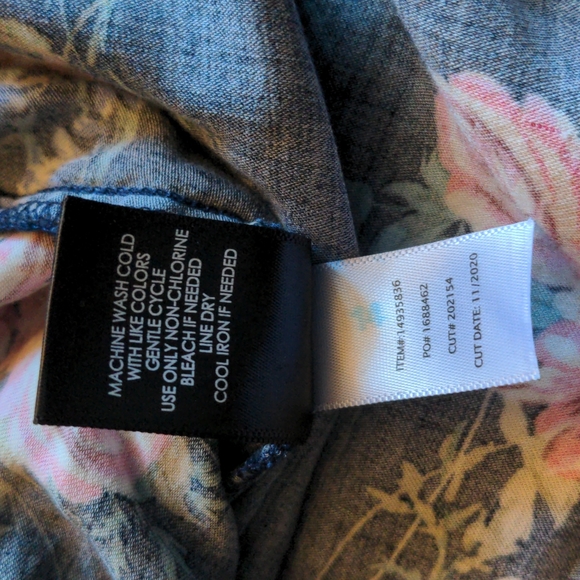 MACHINE WASH COLD
WITH LIKE COLORS
GENTLE CYCLE
USE ONLY NON-CHLORINE
BLEACH IF NEEDED
LINE DRY
COOL IRON IF NEEDED
ITEM#:14935836
PO# 1688462
CUT# 202154
CUT DATE: 11/2020